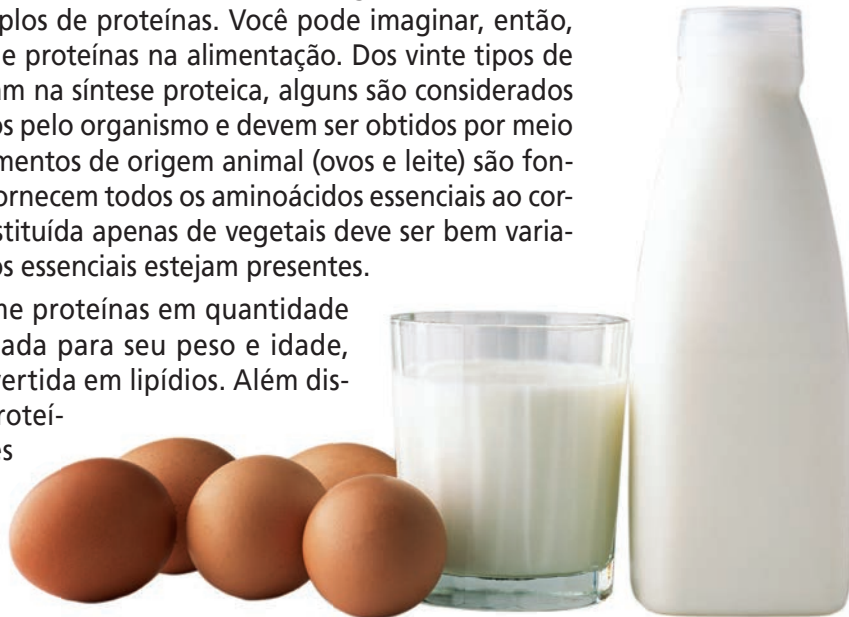 plos de proteínas. Você pode imaginar, então,
e proteínas na alimentação. Dos vinte tipos de
m na síntese proteica, alguns são considerados
os pelo organismo e devem ser obtidos por meio
mentos de origem animal (ovos e leite) são fon-
ornecem todos os aminoácidos essenciais ao cor-
stituída apenas de vegetais deve ser bem varia-
os essenciais estejam presentes.
me proteínas em quantidade
ada para seu peso e idade,
vertida em lipídios. Além dis-
roteí-
es